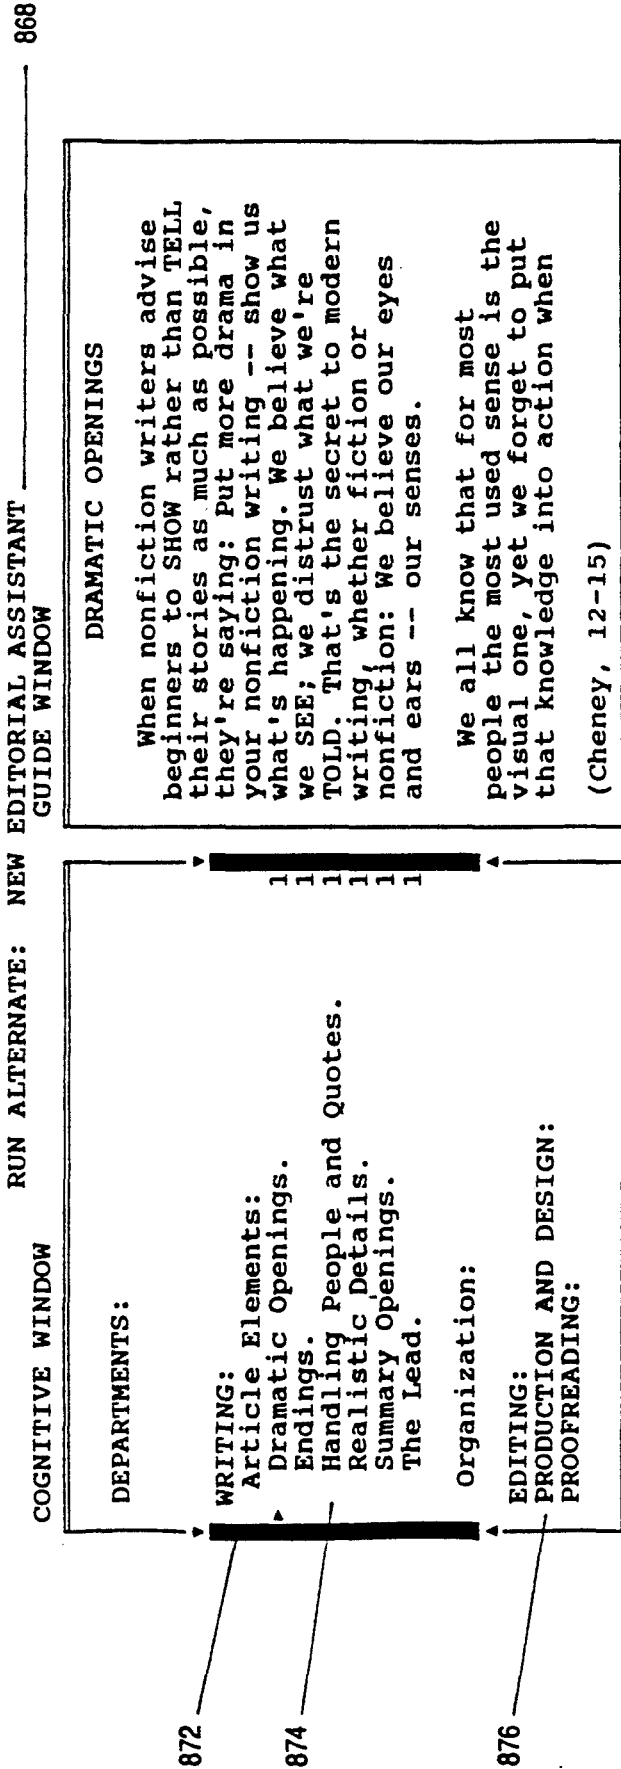 RUN ALTERNATE: NEW EDITORIAL ASSISTANT
868
COGNITIVE WINDOW
GUIDE WINDOW
DEPARTMENTS:
WRITING:
Article Elements:
Dramatic Openings. 1
Endings. 1
Handling People and Quotes. 1
Realistic Details. 1
Summary Openings. 1
The Lead. 1
Organization:
EDITING:
PRODUCTION AND DESIGN:
PROOFREADING:
872
874
876
DRAMATIC OPENINGS
When nonfiction writers advise
beginners to SHOW rather than TELL
their stories as much as possible,
they're saying: Put more drama in
your nonfiction writing -- show us
what's happening. We believe what
we SEE; we distrust what we're
TOLD. That's the secret to modern
writing, whether fiction or
nonfiction: We believe our eyes
and ears -- our senses.
We all know that for most
people the most used sense is the
visual one, yet we forget to put
that knowledge into action when
(Cheney, 12-15)